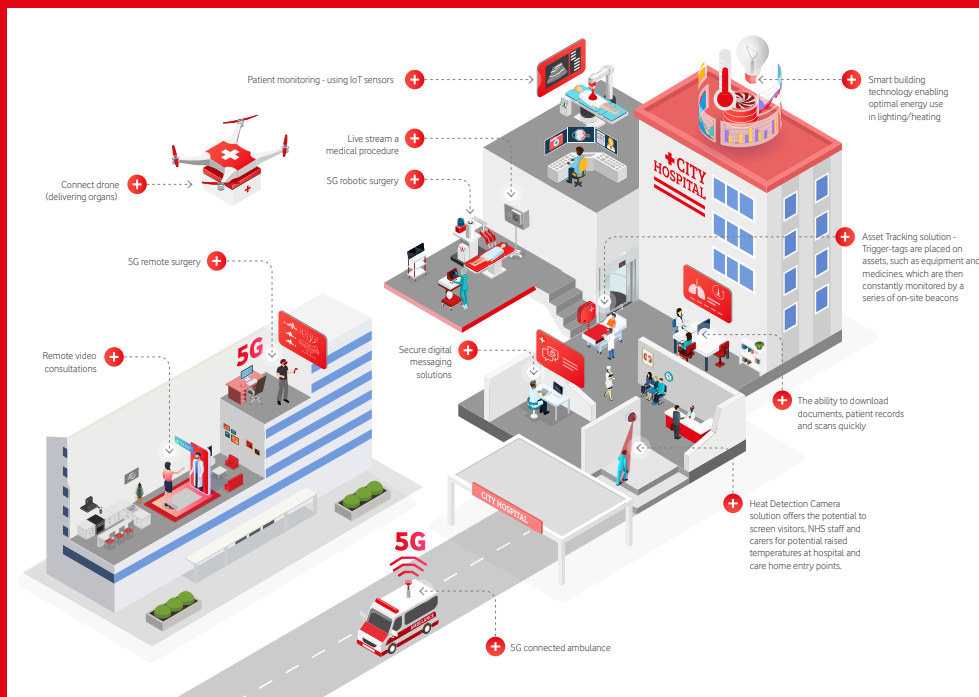 Patient monitoring - using IoT sensors
Smart building
technology enabling
optimal energy use
in lighting/heating
Live stream a
medical procedure
5G robotic surgery
Connect drone
(delivering organs)
CITY
HOSPITAL
Asset Tracking solution -
Trigger-tags are placed on
assets, such as equipment and
medicines, which are then
constantly monitored by a
series of on-site beacons
5G remote surgery
5G
Remote video
consultations
Secure digital
messaging
solutions
The ability to download
documents, patient records
and scans quickly
CITY HOSPITAL
Heat Detection Camera
solution offers the potential to
screen visitors, NHS staff and
carers for potential raised
temperatures at hospital and
care home entry points.
5G
AMBULANCE
5G connected ambulance